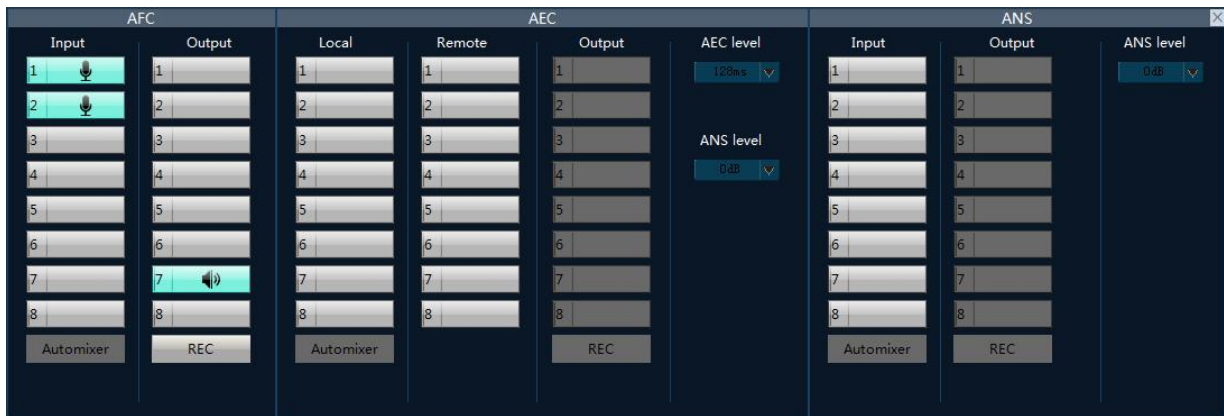 AFC AEC ANS
Input Output Local Remote Output AEC level Input Output ANS level
1 1 1 1 1 128ms 1 1 0dB
2 2 2 2 2 2 2
3 3 3 3 3 ANS level 3 3
4 4 4 4 4 0dB 4 4
5 5 5 5 5 5 5
6 6 6 6 6 6 6
7 7 7 7 7 7 7
8 8 8 8 8 8 8
Automixer REC Automixer REC Automixer REC